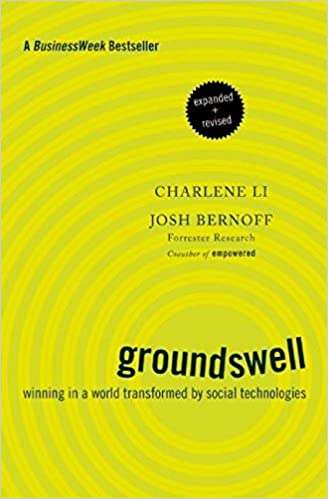 A BusinessWeek Bestseller
expanded
+
revised
CHARLENE LI
JOSH BERNOFF
Forrester Research
Coauthor of empowered
groundswell
winning in a world transformed by social technologies